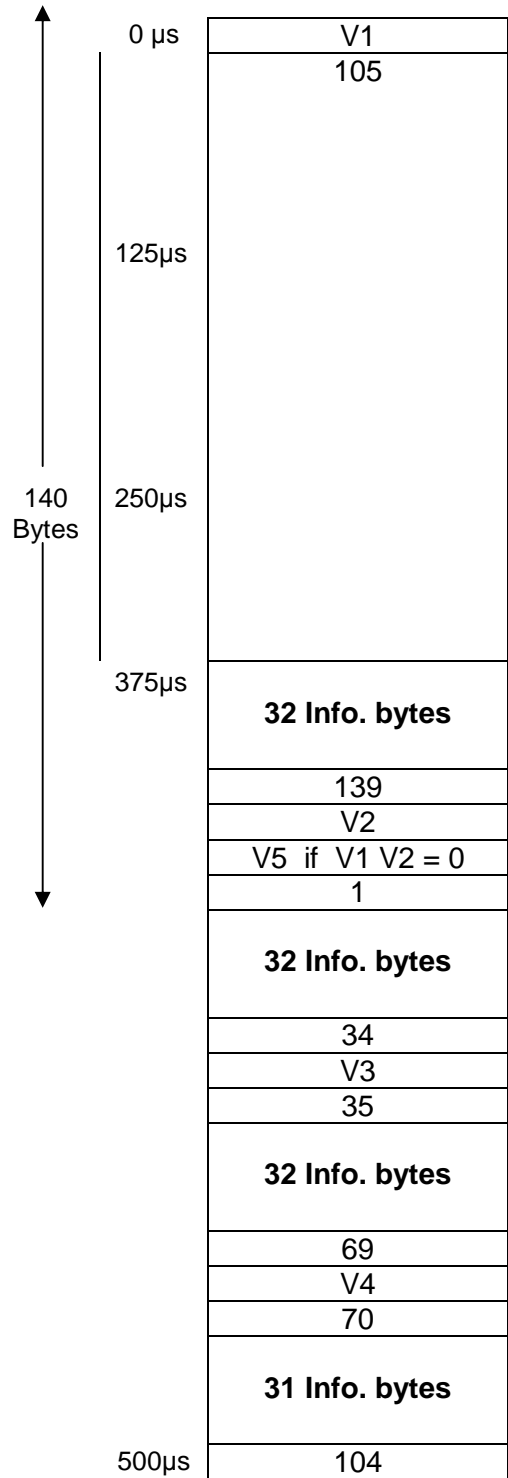 0 µs V1
105
125µs
140 Bytes 250µs
375µs
32 Info. bytes
139
V2
V5 if V1 V2 = 0
1
32 Info. bytes
34
V3
35
32 Info. bytes
69
V4
70
31 Info. bytes
500µs 104